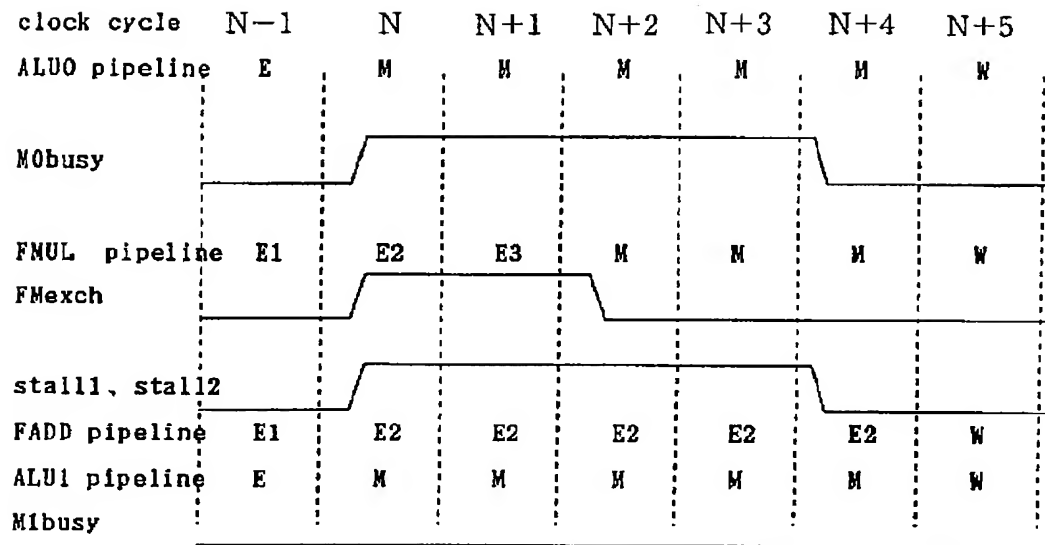 clock cycle N-1 N N+1 N+2 N+3 N+4 N+5
ALU0 pipeline E M M M M M W
M0busy
FMUL pipeline E1 E2 E3 M M M W
FMexch
stall1、stall2
FADD pipeline E1 E2 E2 E2 E2 E2 W
ALU1 pipeline E M M M M M W
M1busy